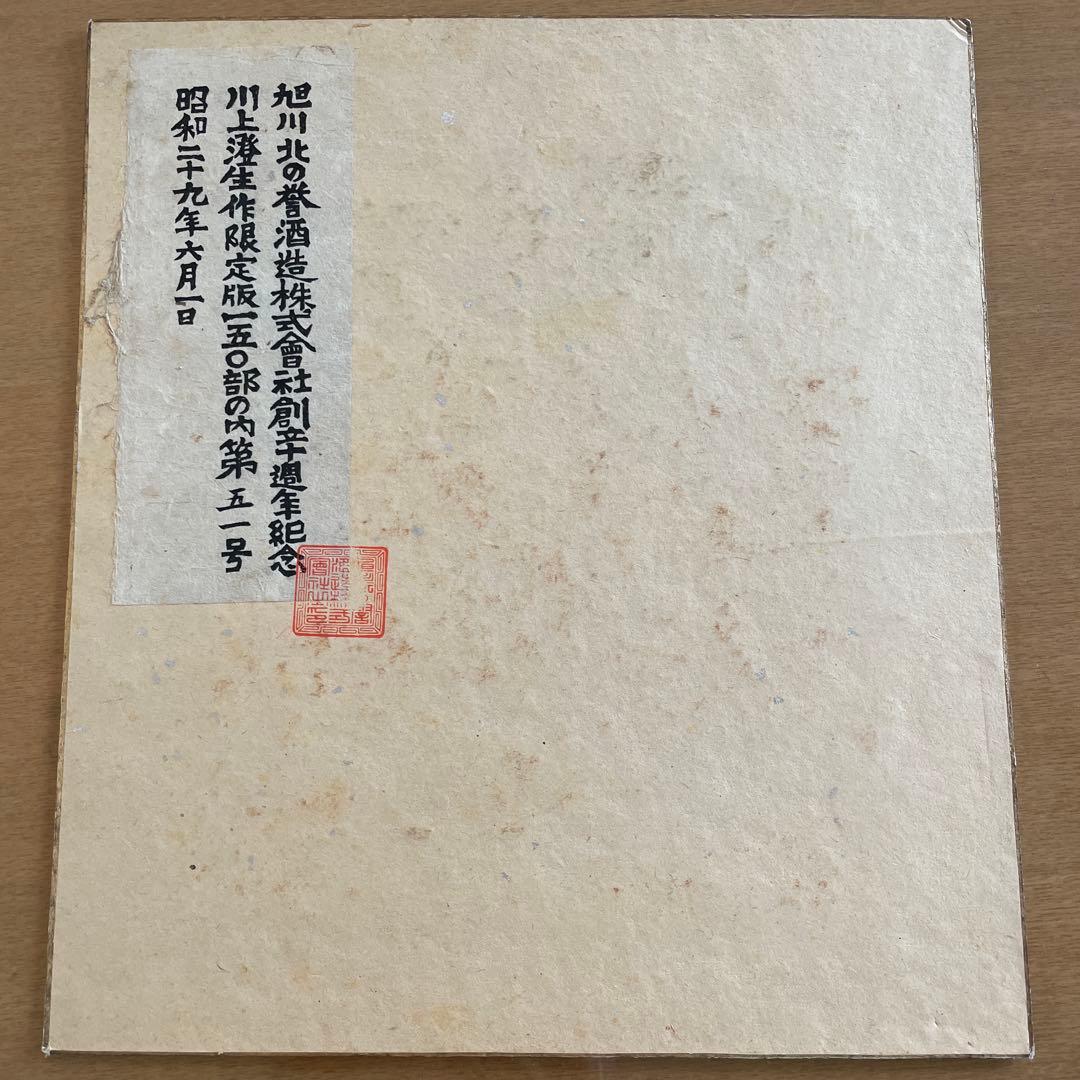 旭川北の誉酒造株式會社創立十週年紀念
川上澄生作限定版一五〇部の内第五一号
昭和二十九年六月一日